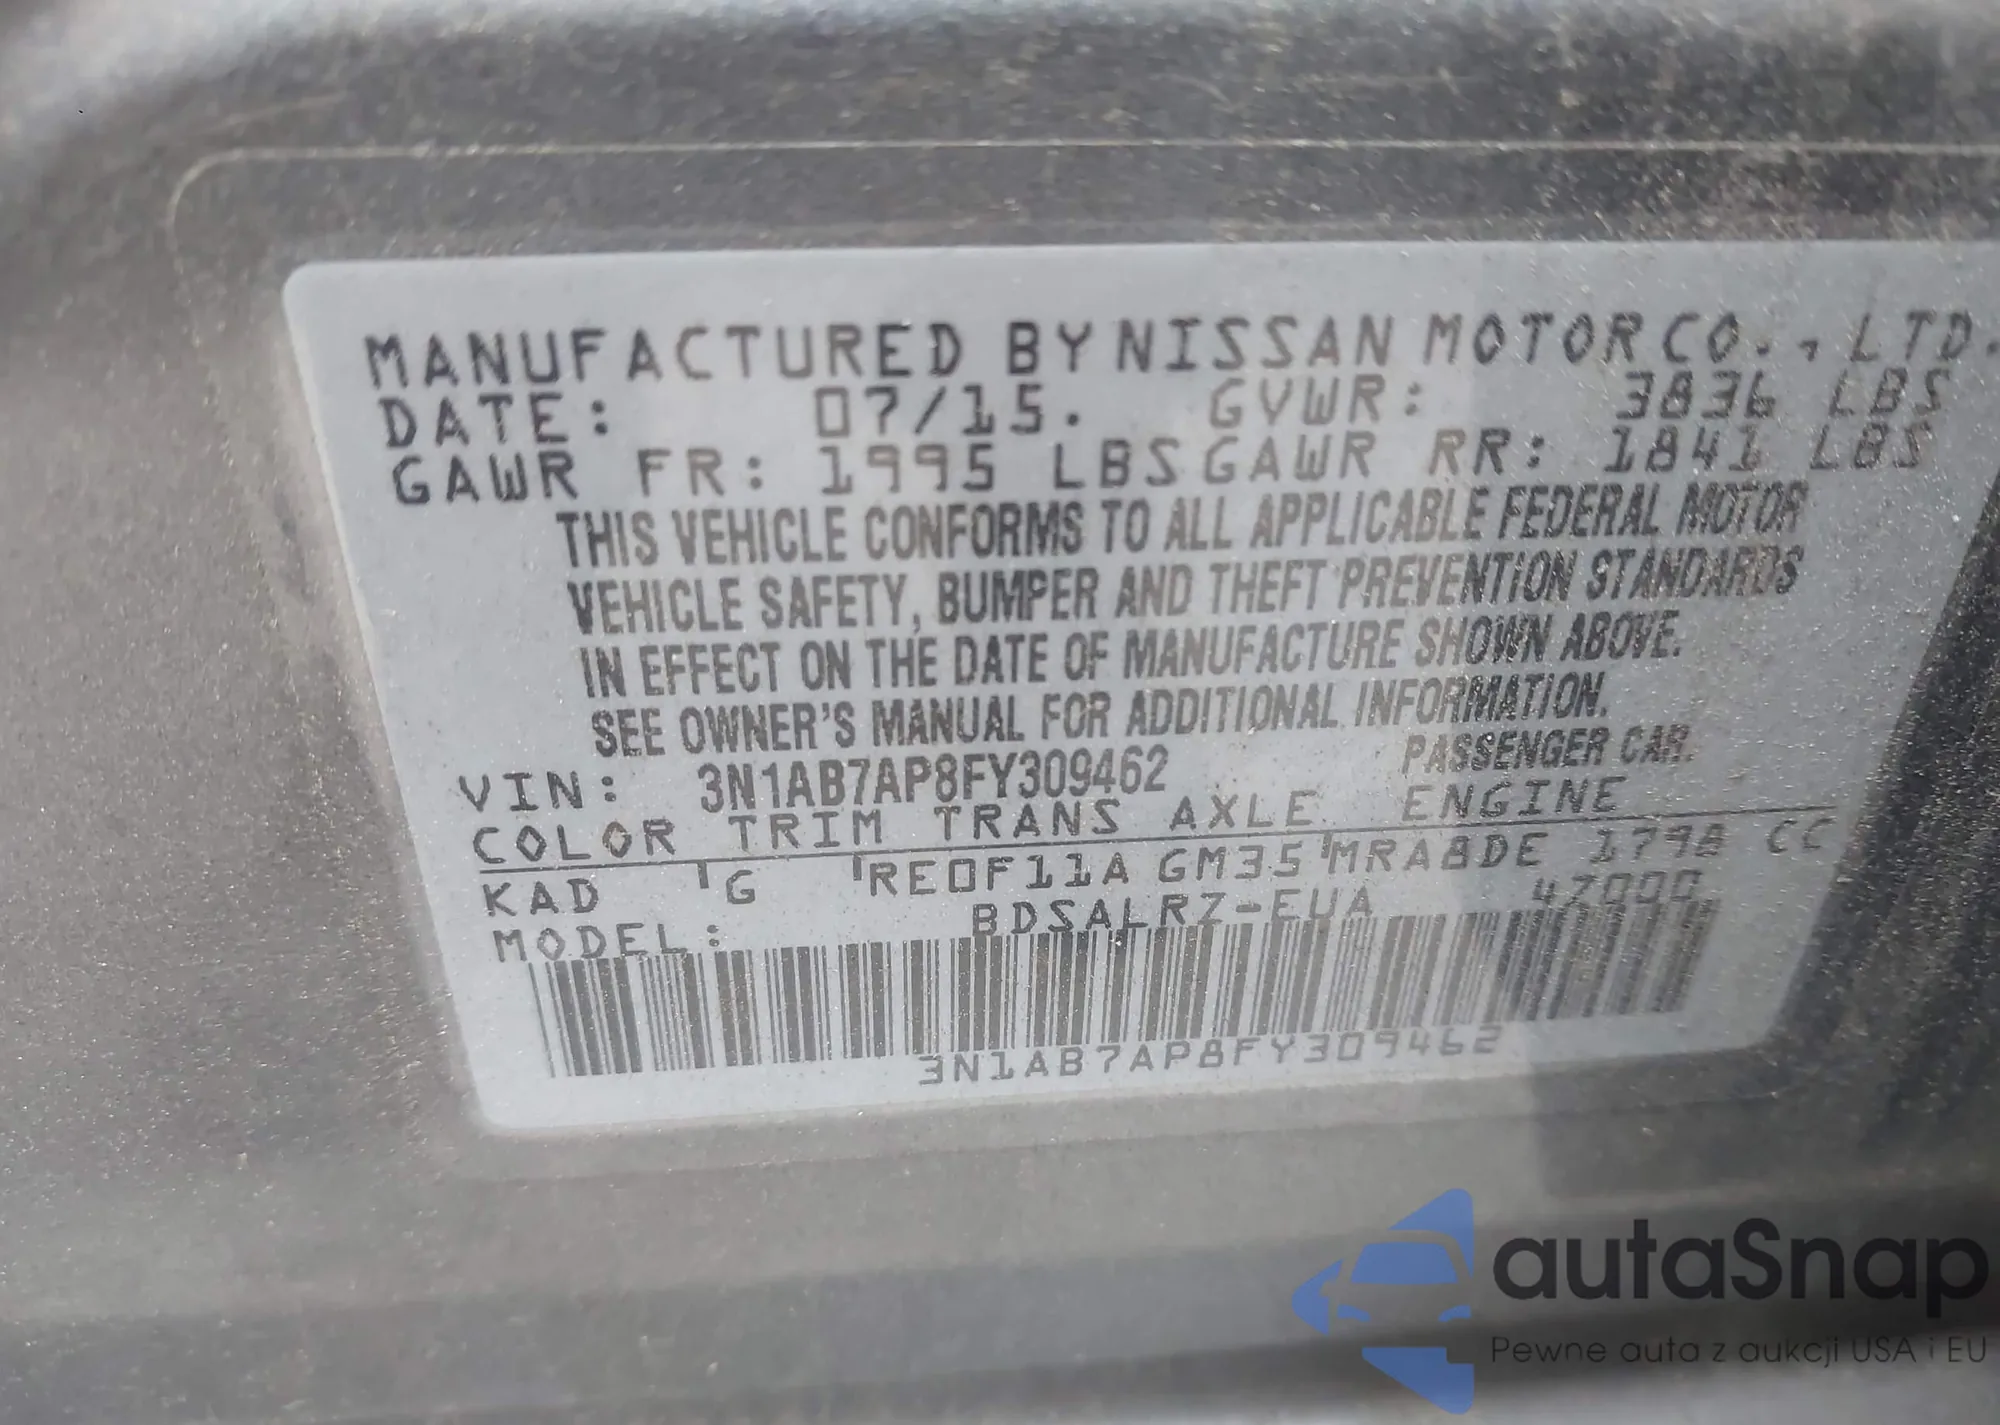 MANUFACTURED BY NISSAN MOTOR CO., LTD.
DATE: 07/15. GVWR: 3836 LBS
GAWR FR: 1995 LBS GAWR RR: 1841 LBS
THIS VEHICLE CONFORMS TO ALL APPLICABLE FEDERAL MOTOR
VEHICLE SAFETY, BUMPER AND THEFT PREVENTION STANDARDS
IN EFFECT ON THE DATE OF MANUFACTURE SHOWN ABOVE.
SEE OWNER'S MANUAL FOR ADDITIONAL INFORMATION.
VIN: 3N1AB7AP8FY309462 PASSENGER CAR.
COLOR TRIM TRANS AXLE ENGINE
KAD G RE0F11A GM35 MRA8DE 1798 CC
MODEL: BDSALRZ-EUA 4Z000
3N1AB7AP8FY309462
autaSnap
Pewne auta z aukcji USA i EU